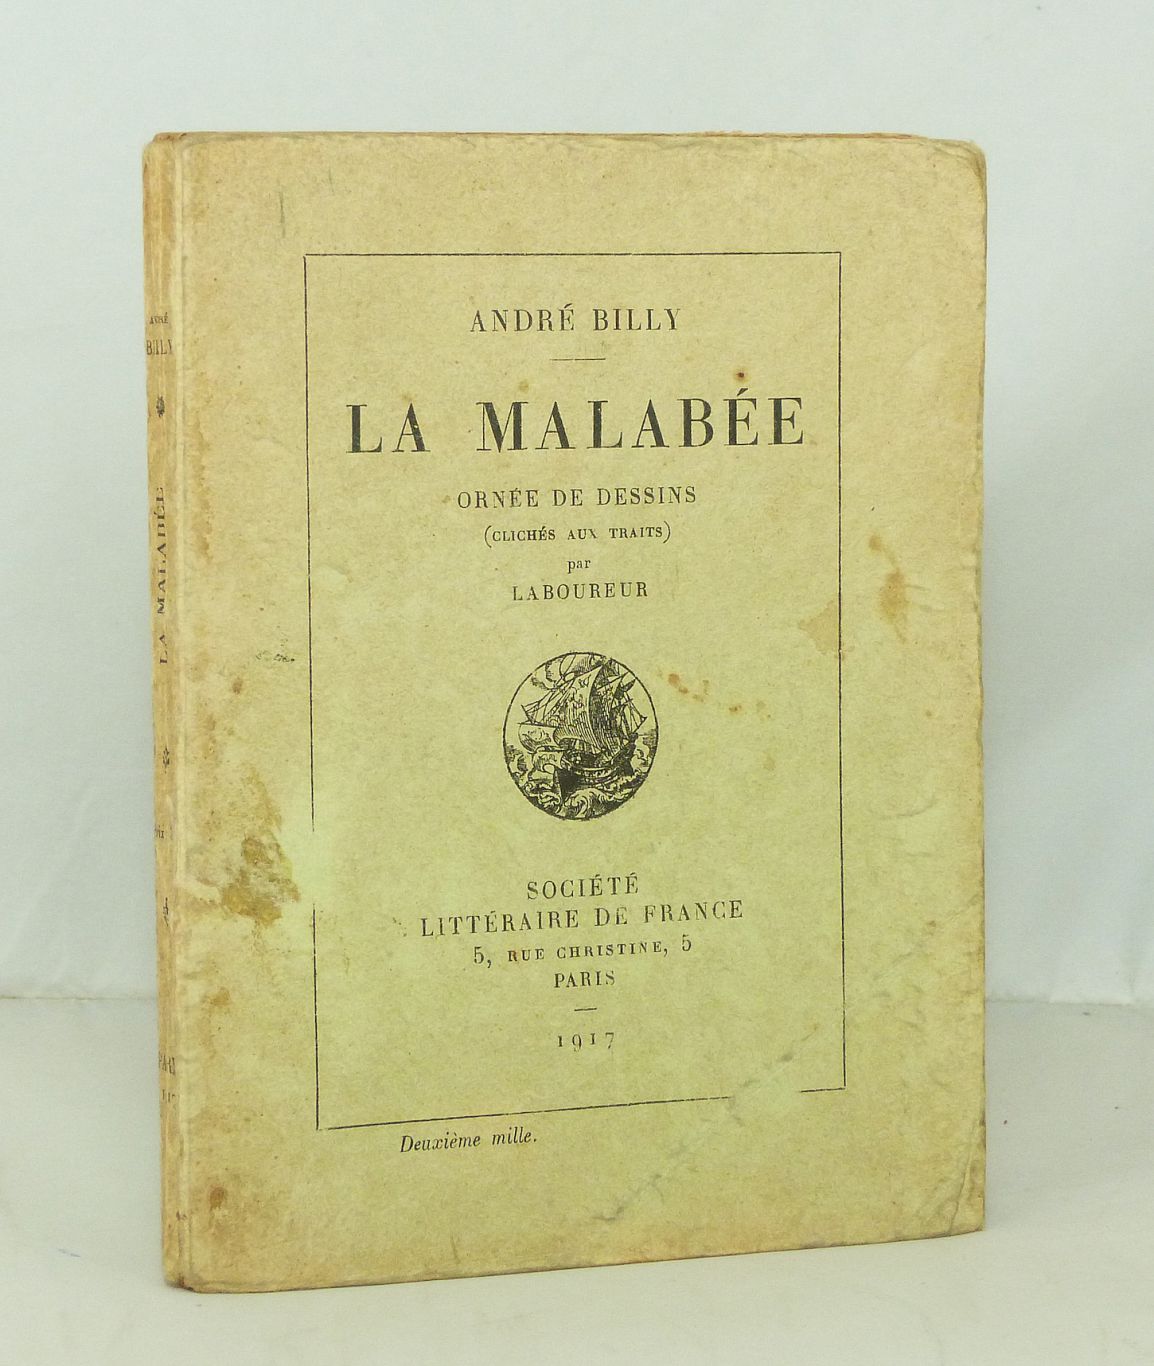 ANDRÉ BILLY
LA MALABÉE
ORNÉE DE DESSINS
(CLICHÉS AUX TRAITS)
par
LABOUREUR
SOCIÉTÉ
LITTÉRAIRE DE FRANCE
5, RUE CHRISTINE, 5
PARIS
1917
Deuxième mille.
ANDRÉ
BILLY
LA MALABÉE